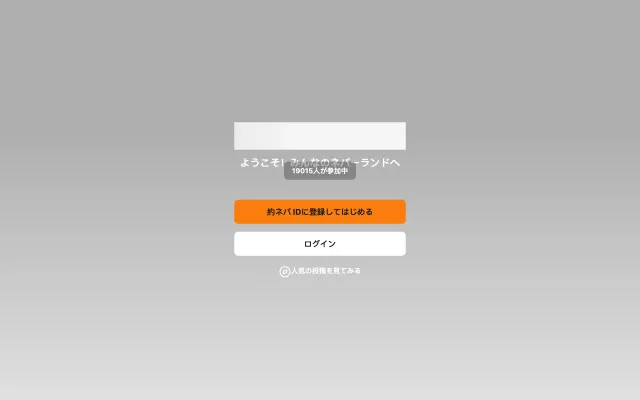 ようこそ！みんなのネバーランドへ
19015人が参加中
約ネバ IDに登録してはじめる
ログイン
人気の投稿を見てみる